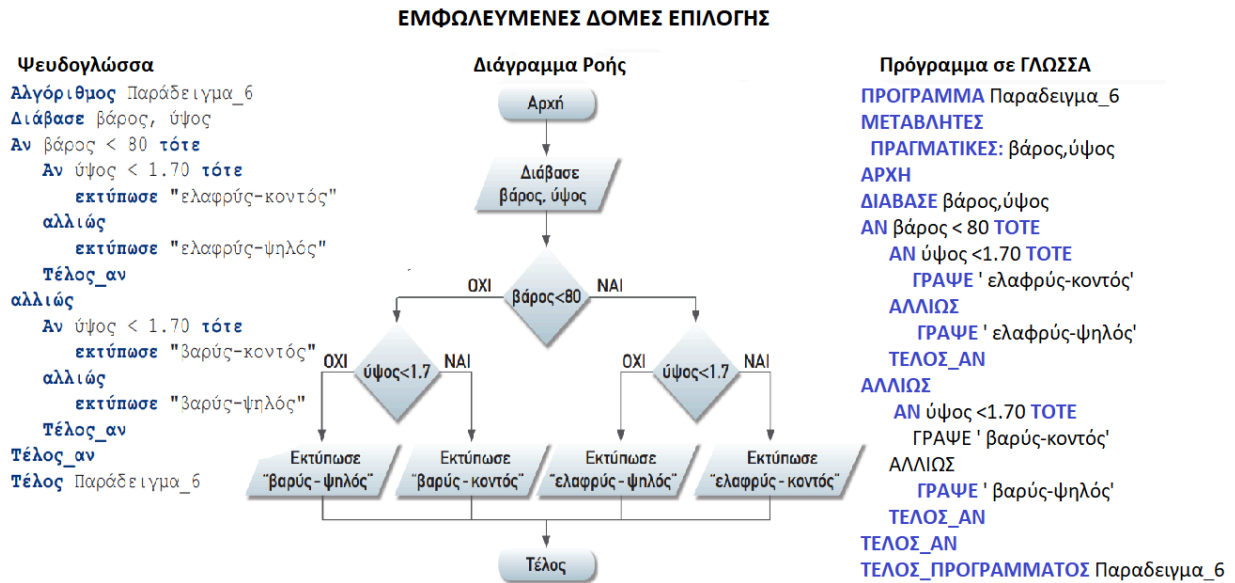 ΕΜΦΩΛΕΥΜΕΝΕΣ ΔΟΜΕΣ ΕΠΙΛΟΓΗΣ
Ψευδογλώσσα
Αλγόριθμος Παράδειγμα_6
Διάβασε βάρος, ύψος
Αν βάρος < 80 τότε
Αν ύψος < 1.70 τότε
εκτύπωσε "ελαφρύς-κοντός"
αλλιώς
εκτύπωσε "ελαφρύς-ψηλός"
Τέλος_αν
αλλιώς
Αν ύψος < 1.70 τότε
εκτύπωσε "βαρύς-κοντός"
αλλιώς
εκτύπωσε "βαρύς-ψηλός"
Τέλος_αν
Τέλος_αν
Τέλος Παράδειγμα_6
Διάγραμμα Ροής
Αρχή
Διάβασε
βάρος, ύψος
ΟΧΙ βάρος<80 ΝΑΙ
ΟΧΙ ύψος<1.7 ΝΑΙ ΟΧΙ ύψος<1.7 ΝΑΙ
Εκτύπωσε
"βαρύς - ψηλός"
Εκτύπωσε
"βαρύς - κοντός"
Εκτύπωσε
"ελαφρύς - ψηλός"
Εκτύπωσε
"ελαφρύς - κοντός"
Τέλος
Πρόγραμμα σε ΓΛΩΣΣΑ
ΠΡΟΓΡΑΜΜΑ Παραδειγμα_6
ΜΕΤΑΒΛΗΤΕΣ
ΠΡΑΓΜΑΤΙΚΕΣ: βάρος,ύψος
ΑΡΧΗ
ΔΙΑΒΑΣΕ βάρος,ύψος
ΑΝ βάρος < 80 ΤΟΤΕ
ΑΝ ύψος <1.70 ΤΟΤΕ
ΓΡΑΨΕ ' ελαφρύς-κοντός'
ΑΛΛΙΩΣ
ΓΡΑΨΕ ' ελαφρύς-ψηλός'
ΤΕΛΟΣ_ΑΝ
ΑΛΛΙΩΣ
ΑΝ ύψος <1.70 ΤΟΤΕ
ΓΡΑΨΕ ' βαρύς-κοντός'
ΑΛΛΙΩΣ
ΓΡΑΨΕ ' βαρύς-ψηλός'
ΤΕΛΟΣ_ΑΝ
ΤΕΛΟΣ_ΑΝ
ΤΕΛΟΣ_ΠΡΟΓΡΑΜΜΑΤΟΣ Παραδειγμα_6